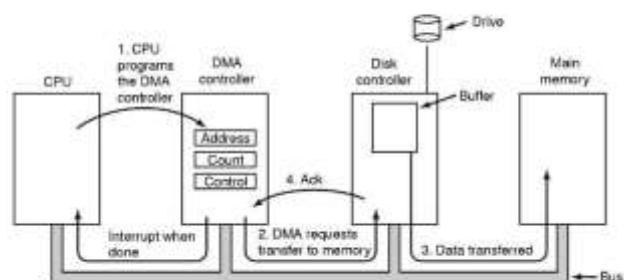 Drive
1. CPU
programs
the DMA
controller
CPU
DMA
controller
Disk
controller
Main
memory
Buffer
Address
Count
Control
4. Ack
Interrupt when
done
2. DMA requests
transfer to memory
3. Data transferred
Bus